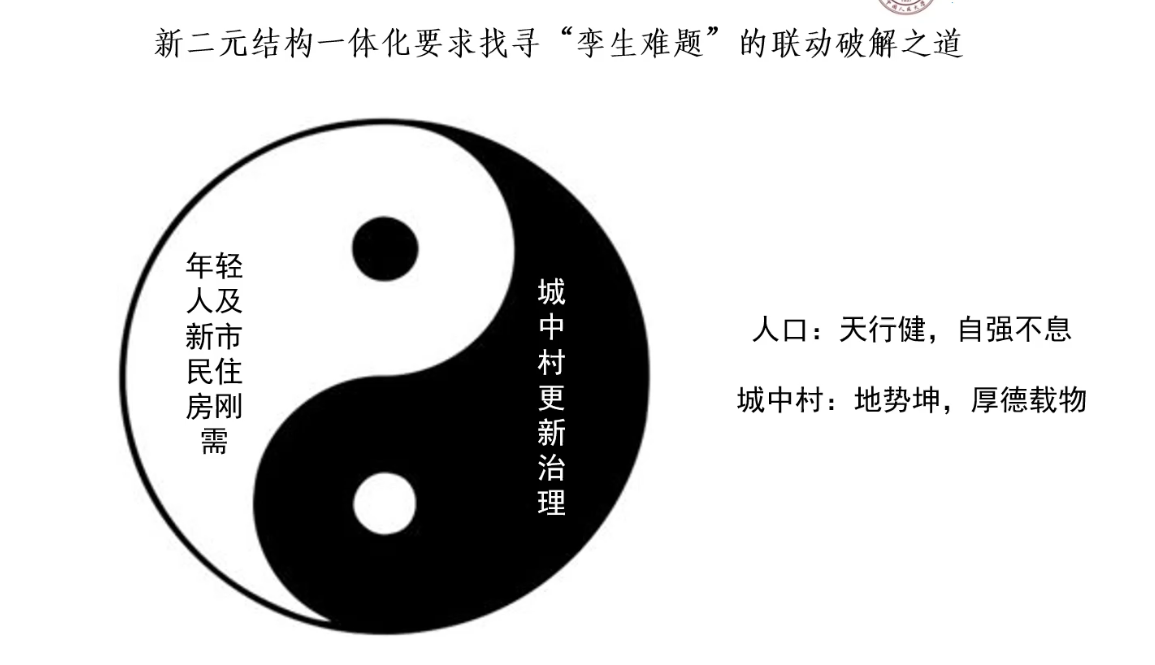 新二元结构一体化要求找寻“孪生难题”的联动破解之道
年轻
人及
新市
民住
房刚
需
城
中
村
更
新
治
理
人口：天行健，自强不息
城中村：地势坤，厚德载物